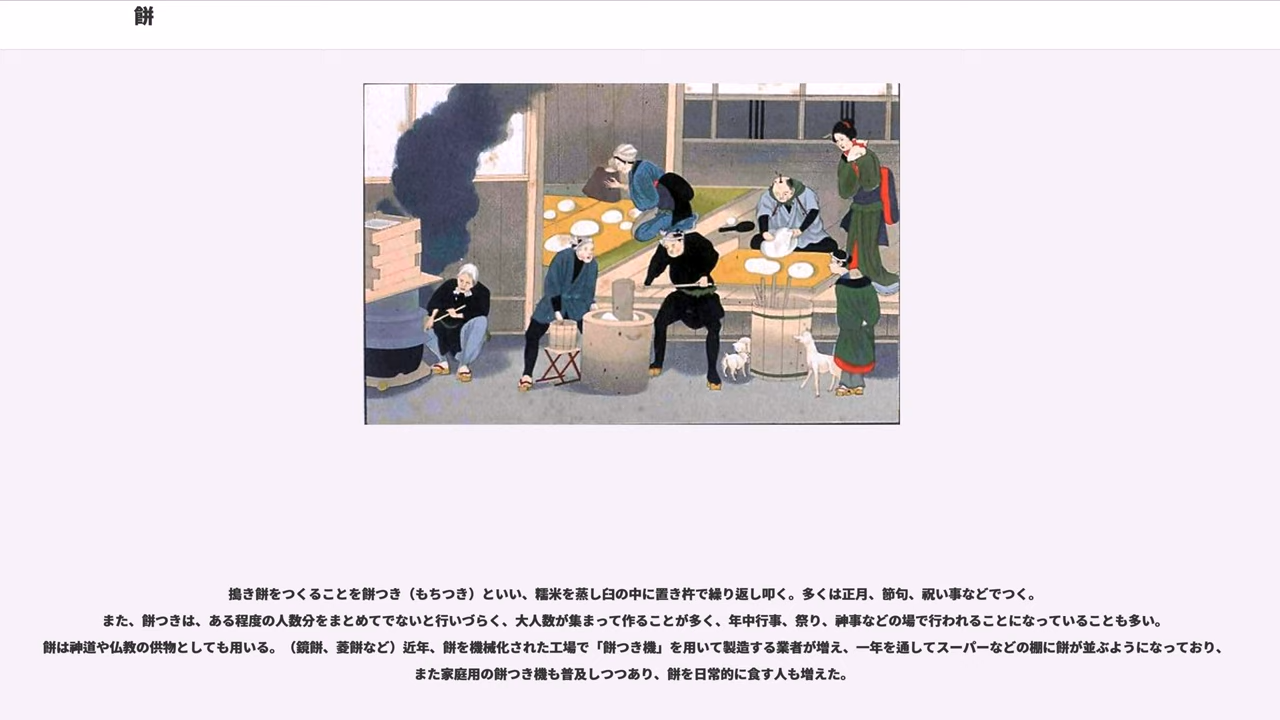 餅
搗き餅をつくることを餅つき（もちつき）といい、糯米を蒸し臼の中に置き杵で繰り返し叩く。多くは正月、節句、祝い事などでつく。
また、餅つきは、ある程度の人数分をまとめてでないと行いづらく、大人数が集まって作ることが多く、年中行事、祭り、神事などの場で行われることになっていることも多い。
餅は神道や仏教の供物としても用いる。（鏡餅、菱餅など）近年、餅を機械化された工場で「餅つき機」を用いて製造する業者が増え、一年を通してスーパーなどの棚に餅が並ぶようになっており、
また家庭用の餅つき機も普及しつつあり、餅を日常的に食す人も増えた。